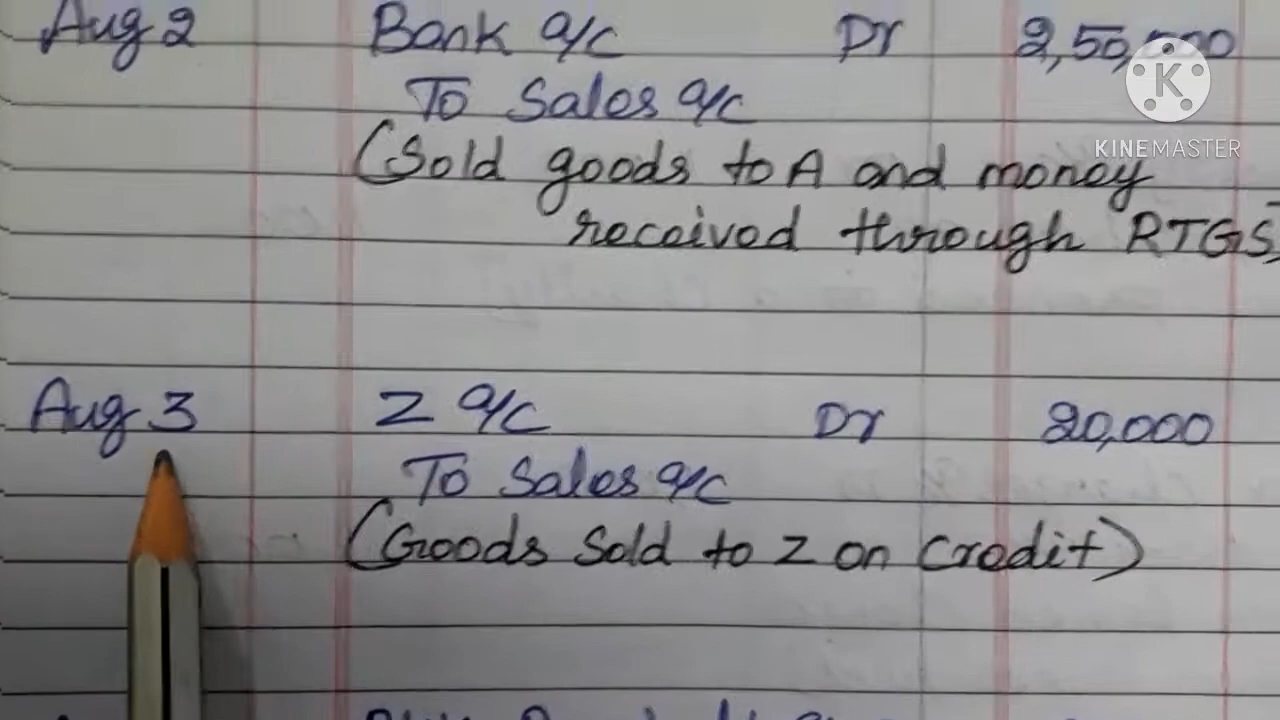 Aug 2 Bank a/c Dr 2,50,000
To Sales a/c
(Sold goods to A and money
received through RTGS)
KINEMASTER
Aug 3 Z a/c Dr 20,000
To Sales a/c
(Goods Sold to Z on Credit)